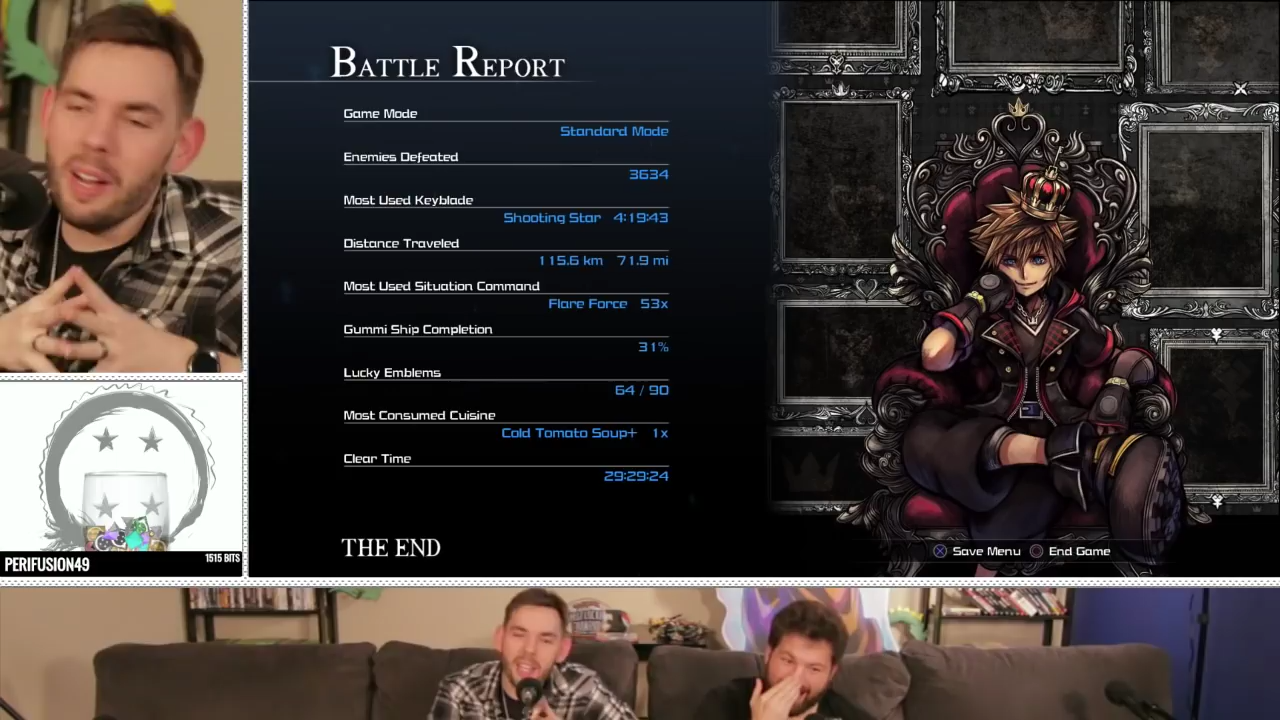 BATTLE REPORT
Game Mode
Standard Mode
Enemies Defeated
3634
Most Used Keyblade
Shooting Star 4:19:43
Distance Traveled
115.6 km 71.9 mi
Most Used Situation Command
Flare Force 53x
Gummi Ship Completion
31%
Lucky Emblems
64 / 90
Most Consumed Cuisine
Cold Tomato Soup+ 1x
Clear Time
29:29:24
THE END
Save Menu End Game
PERIFUSION49 1515 BITS